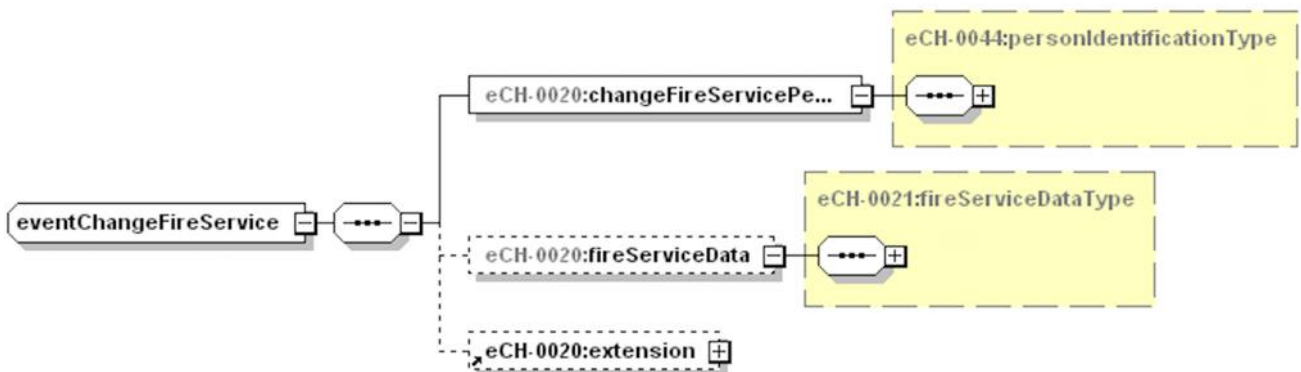 eCH-0044:personIdentificationType
eCH-0020:changeFireServicePe...
eCH-0021:fireServiceDataType
eventChangeFireService
eCH-0020:fireServiceData
eCH-0020:extension